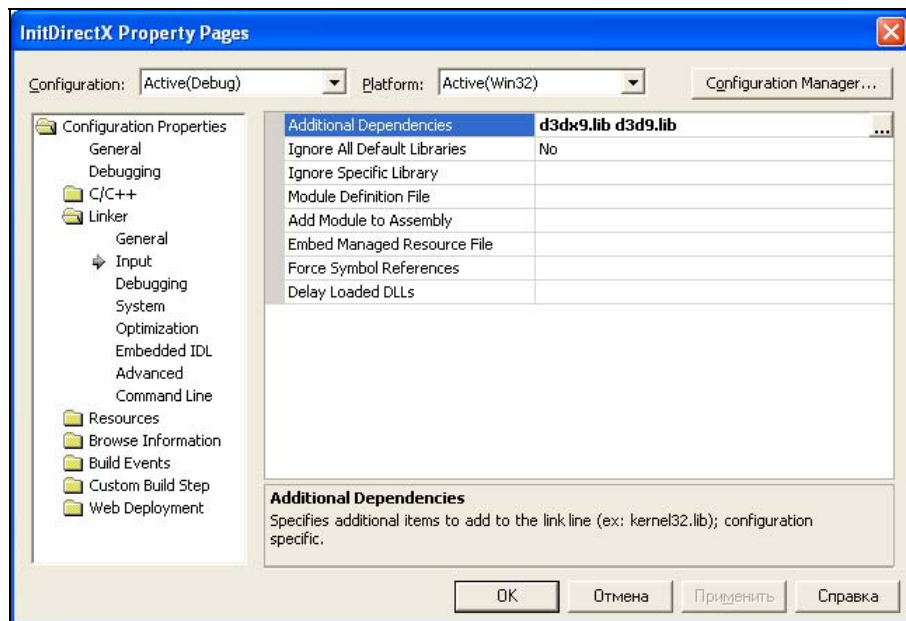 InitDirectX Property Pages
Configuration: Active(Debug) Platform: Active(Win32) Configuration Manager...
Configuration Properties
General
Debugging
C/C++
Linker
General
Input
Debugging
System
Optimization
Embedded IDL
Advanced
Command Line
Resources
Browse Information
Build Events
Custom Build Step
Web Deployment
Additional Dependencies d3dx9.lib d3d9.lib ...
Ignore All Default Libraries No
Ignore Specific Library
Module Definition File
Add Module to Assembly
Embed Managed Resource File
Force Symbol References
Delay Loaded DLLs
Additional Dependencies
Specifies additional items to add to the link line (ex: kernel32.lib); configuration
specific.
OK Отмена Применить Справка